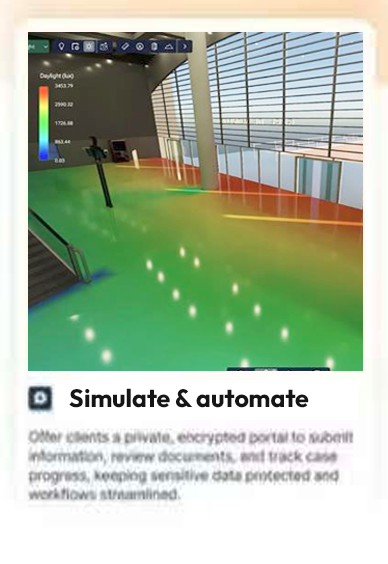 Daylight (lux)
3453.79
2590.32
1726.88
863.44
0.03
Simulate & automate
Offer clients a private, encrypted portal to submit
information, review documents, and track case
progress, keeping sensitive data protected and
workflows streamlined.